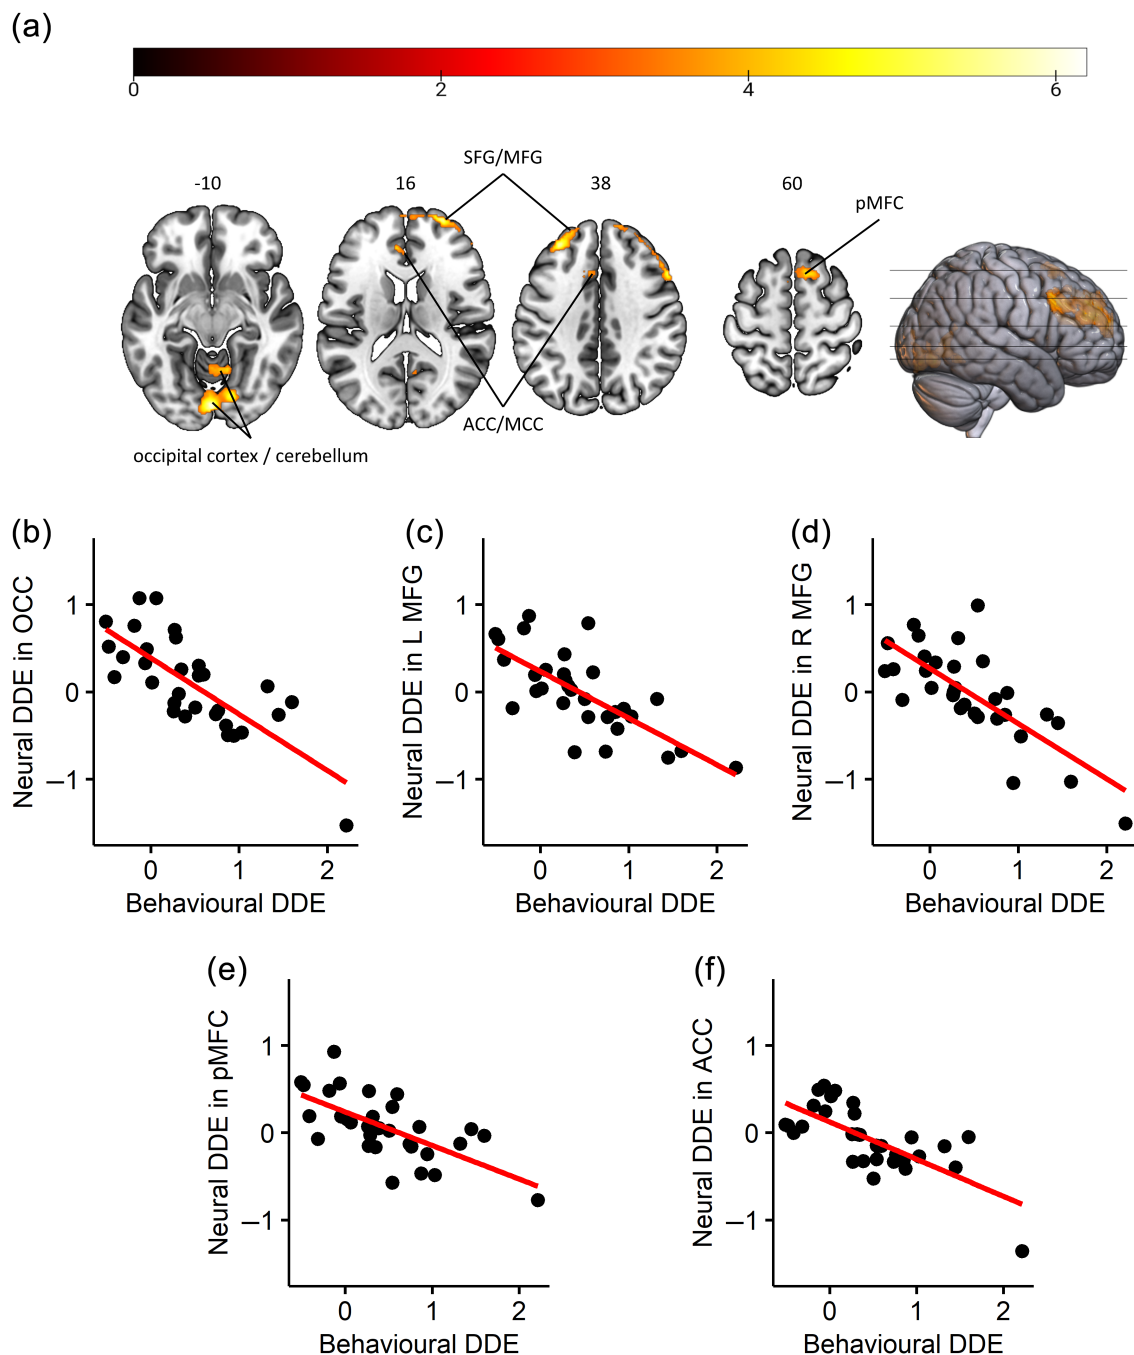 (a)
0 2 4 6
SFG/MFG
-10 16 38 60
pMFC
ACC/MCC
occipital cortex / cerebellum
(b)
Neural DDE in OCC
1
0
−1
0 1 2
Behavioural DDE
(c)
Neural DDE in L MFG
1
0
−1
0 1 2
Behavioural DDE
(d)
Neural DDE in R MFG
1
0
−1
0 1 2
Behavioural DDE
(e)
Neural DDE in pMFC
1
0
−1
0 1 2
Behavioural DDE
(f)
Neural DDE in ACC
1
0
−1
0 1 2
Behavioural DDE